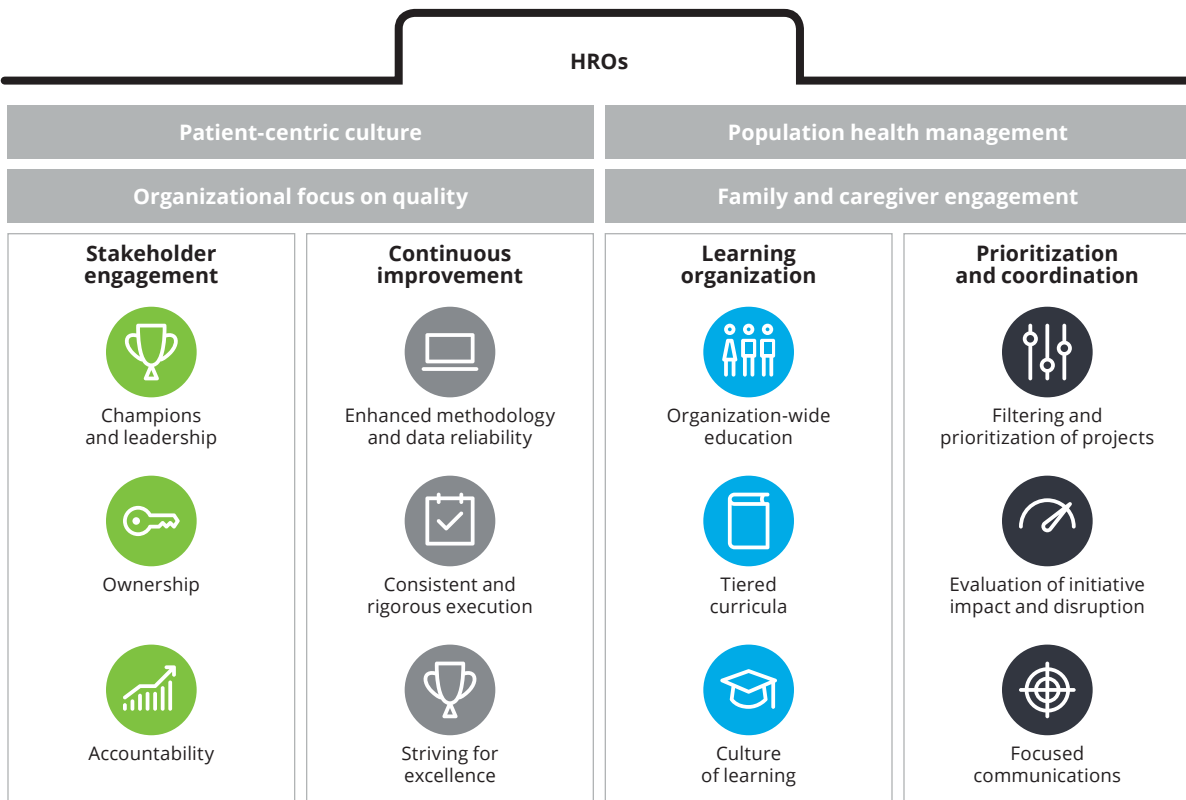 HROs
Patient-centric culture
Population health management
Organizational focus on quality
Family and caregiver engagement
Stakeholder
engagement
Champions
and leadership
Ownership
Accountability
Continuous
improvement
Enhanced methodology
and data reliability
Consistent and
rigorous execution
Striving for
excellence
Learning
organization
Organization-wide
education
Tiered
curricula
Culture
of learning
Prioritization
and coordination
Filtering and
prioritization of projects
Evaluation of initiative
impact and disruption
Focused
communications